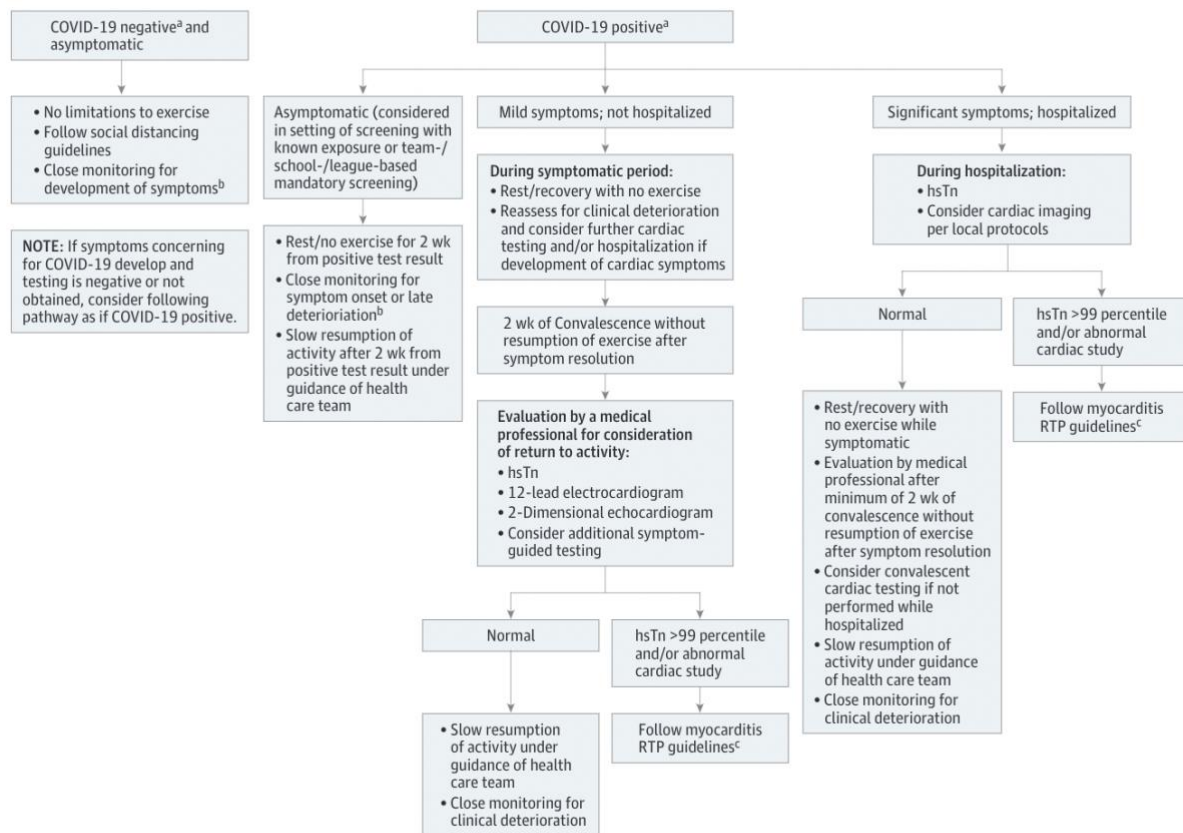 COVID-19 negativeᵃ and
asymptomatic
• No limitations to exercise
• Follow social distancing
guidelines
• Close monitoring for
development of symptomsᵇ
NOTE: If symptoms concerning
for COVID-19 develop and
testing is negative or not
obtained, consider following
pathway as if COVID-19 positive.
COVID-19 positiveᵃ
Asymptomatic (considered
in setting of screening with
known exposure or team-/
school-/league-based
mandatory screening)
• Rest/no exercise for 2 wk
from positive test result
• Close monitoring for
symptom onset or late
deteriorationᵇ
• Slow resumption of
activity after 2 wk from
positive test result under
guidance of health
care team
Mild symptoms; not hospitalized
During symptomatic period:
• Rest/recovery with no exercise
• Reassess for clinical deterioration
and consider further cardiac
testing and/or hospitalization if
development of cardiac symptoms
2 wk of Convalescence without
resumption of exercise after
symptom resolution
Evaluation by a medical
professional for consideration
of return to activity:
• hsTn
• 12-lead electrocardiogram
• 2-Dimensional echocardiogram
• Consider additional symptom-
guided testing
Normal
• Slow resumption
of activity under
guidance of health
care team
• Close monitoring for
clinical deterioration
hsTn >99 percentile
and/or abnormal
cardiac study
Follow myocarditis
RTP guidelinesᶜ
Significant symptoms; hospitalized
During hospitalization:
• hsTn
• Consider cardiac imaging
per local protocols
Normal
• Rest/recovery with
no exercise while
symptomatic
• Evaluation by medical
professional after
minimum of 2 wk of
convalescence without
resumption of exercise
after symptom resolution
• Consider convalescent
cardiac testing if not
performed while
hospitalized
• Slow resumption of
activity under guidance
of health care team
• Close monitoring for
clinical deterioration
hsTn >99 percentile
and/or abnormal
cardiac study
Follow myocarditis
RTP guidelinesᶜ